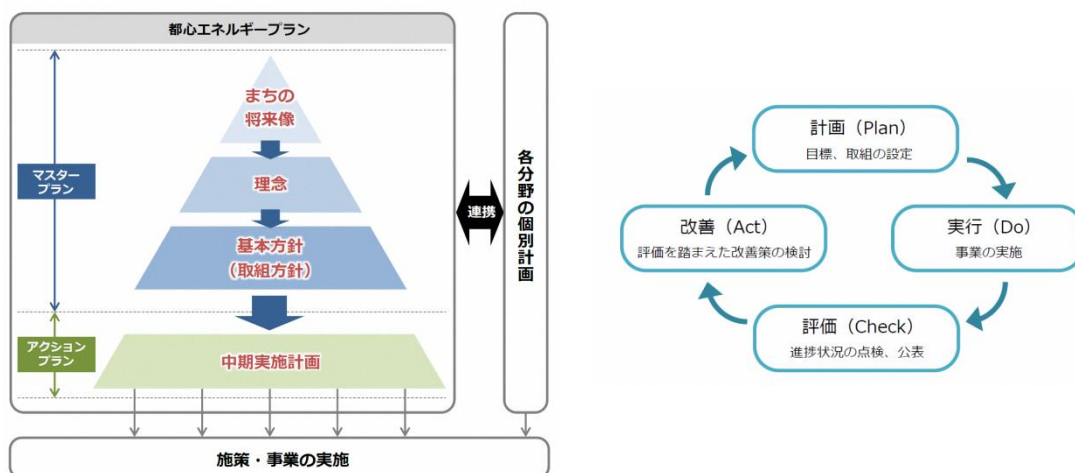 都心エネルギープラン
まちの
将来像
理念
基本方針
（取組方針）
中期実施計画
マスター
プラン
アクション
プラン
連携
各分野の個別計画
施策・事業の実施
計画（Plan）
目標、取組の設定
実行（Do）
事業の実施
評価（Check）
進捗状況の点検、公表
改善（Act）
評価を踏まえた改善策の検討